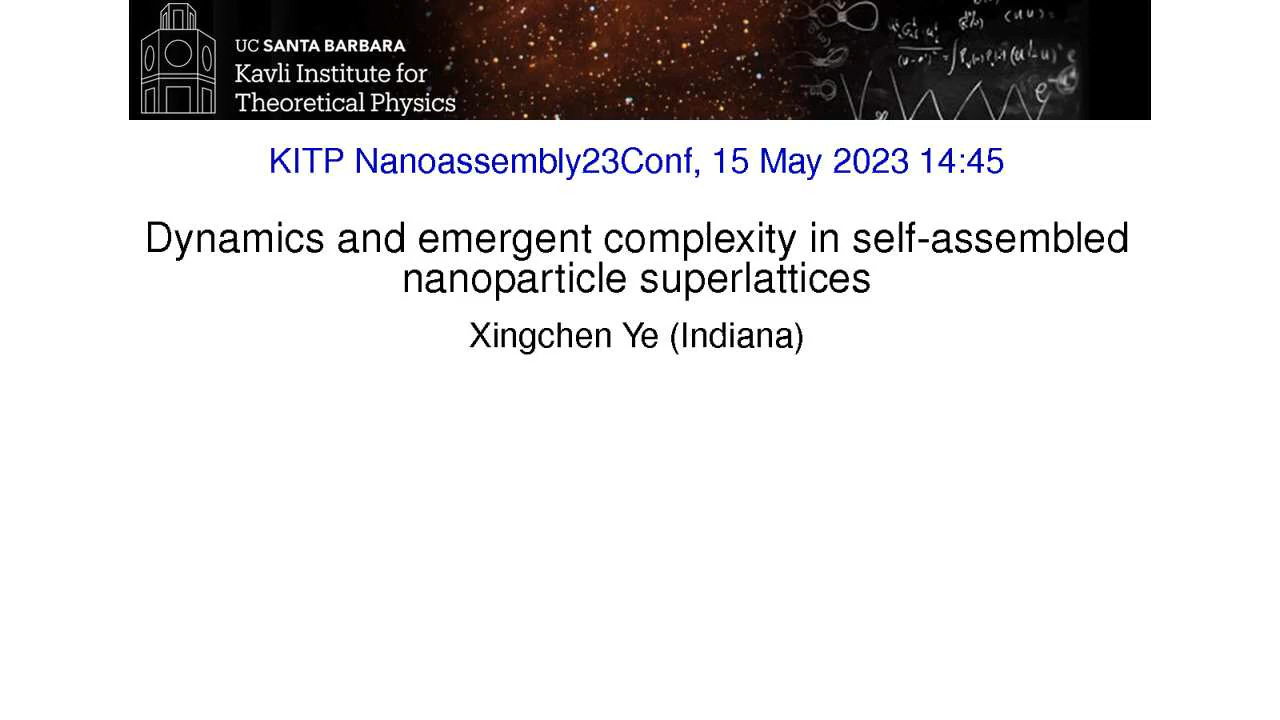 UC SANTA BARBARA
Kavli Institute for
Theoretical Physics
KITP Nanoassembly23Conf, 15 May 2023 14:45
Dynamics and emergent complexity in self-assembled
nanoparticle superlattices
Xingchen Ye (Indiana)